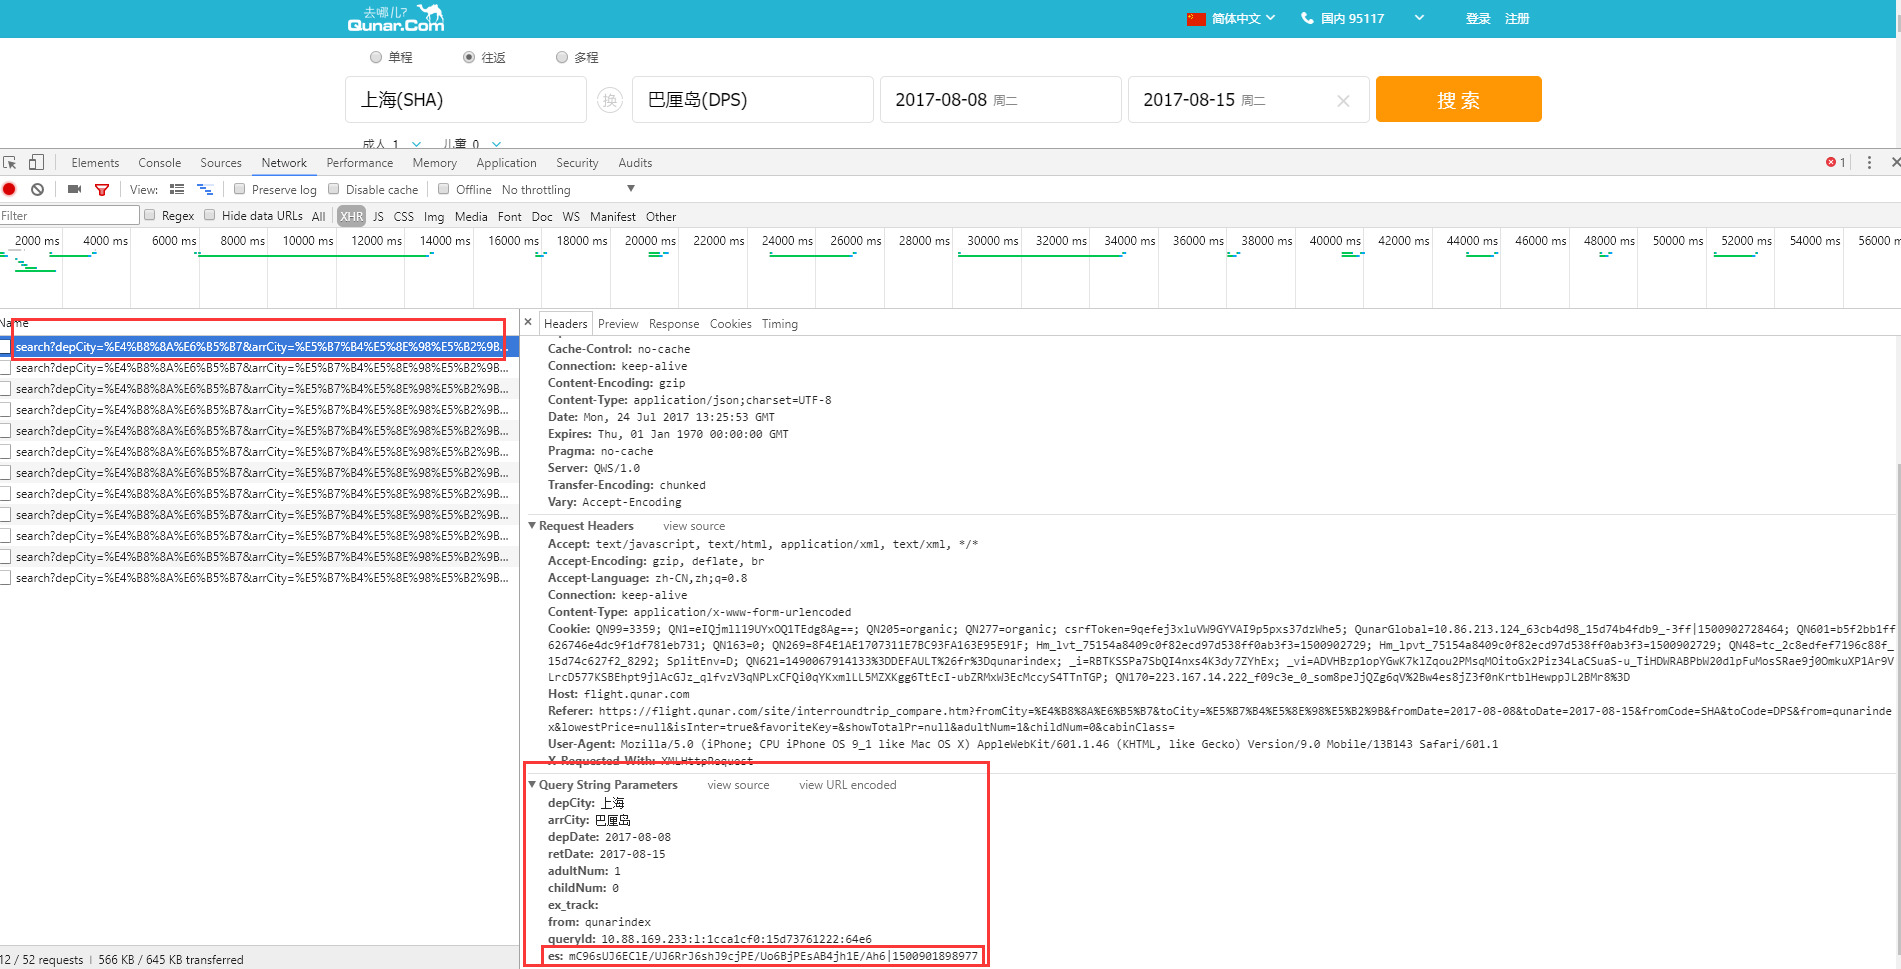 去哪儿?
Qunar.Com
简体中文 国内 95117 登录 注册
单程 往返 多程
上海(SHA) 换 巴厘岛(DPS) 2017-08-08 周二 2017-08-15 周二 搜 索
成人 1 儿童 0
Elements Console Sources Network Performance Memory Application Security Audits 1
View: Preserve log Disable cache Offline No throttling
Filter Regex Hide data URLs All XHR JS CSS Img Media Font Doc WS Manifest Other
2000 ms 4000 ms 6000 ms 8000 ms 10000 ms 12000 ms 14000 ms 16000 ms 18000 ms 20000 ms 22000 ms 24000 ms 26000 ms 28000 ms 30000 ms 32000 ms 34000 ms 36000 ms 38000 ms 40000 ms 42000 ms 44000 ms 46000 ms 48000 ms 50000 ms 52000 ms 54000 ms 56000 m
Name
search?depCity=%E4%B8%8A%E6%B5%B7&arrCity=%E5%B7%B4%E5%8E%98%E5%B2%9B...
search?depCity=%E4%B8%8A%E6%B5%B7&arrCity=%E5%B7%B4%E5%8E%98%E5%B2%9B...
search?depCity=%E4%B8%8A%E6%B5%B7&arrCity=%E5%B7%B4%E5%8E%98%E5%B2%9B...
search?depCity=%E4%B8%8A%E6%B5%B7&arrCity=%E5%B7%B4%E5%8E%98%E5%B2%9B...
search?depCity=%E4%B8%8A%E6%B5%B7&arrCity=%E5%B7%B4%E5%8E%98%E5%B2%9B...
search?depCity=%E4%B8%8A%E6%B5%B7&arrCity=%E5%B7%B4%E5%8E%98%E5%B2%9B...
search?depCity=%E4%B8%8A%E6%B5%B7&arrCity=%E5%B7%B4%E5%8E%98%E5%B2%9B...
search?depCity=%E4%B8%8A%E6%B5%B7&arrCity=%E5%B7%B4%E5%8E%98%E5%B2%9B...
search?depCity=%E4%B8%8A%E6%B5%B7&arrCity=%E5%B7%B4%E5%8E%98%E5%B2%9B...
search?depCity=%E4%B8%8A%E6%B5%B7&arrCity=%E5%B7%B4%E5%8E%98%E5%B2%9B...
search?depCity=%E4%B8%8A%E6%B5%B7&arrCity=%E5%B7%B4%E5%8E%98%E5%B2%9B...
search?depCity=%E4%B8%8A%E6%B5%B7&arrCity=%E5%B7%B4%E5%8E%98%E5%B2%9B...
12 / 52 requests | 566 KB / 645 KB transferred
Headers Preview Response Cookies Timing
Cache-Control: no-cache
Connection: keep-alive
Content-Encoding: gzip
Content-Type: application/json;charset=UTF-8
Date: Mon, 24 Jul 2017 13:25:53 GMT
Expires: Thu, 01 Jan 1970 00:00:00 GMT
Pragma: no-cache
Server: QWS/1.0
Transfer-Encoding: chunked
Vary: Accept-Encoding
Request Headers view source
Accept: text/javascript, text/html, application/xml, text/xml, */*
Accept-Encoding: gzip, deflate, br
Accept-Language: zh-CN,zh;q=0.8
Connection: keep-alive
Content-Type: application/x-www-form-urlencoded
Cookie: QN99=3359; QN1=eIQjmll19UYxOQ1TEdg8Ag==; QN205=organic; QN277=organic; csrfToken=9qefej3xluVW9GYVAI9p5pxs37dzWhe5; QunarGlobal=10.86.213.124_63cb4d98_15d74b4fdb9_-3ff|1500902728464; QN601=b5f2bb1ff
626746e4dc9f1df781eb731; QN163=0; QN269=8F4E1AE1707311E7BC93FA163E95E91F; Hm_lvt_75154a8409c0f82ecd97d538ff0ab3f3=1500902729; Hm_lpvt_75154a8409c0f82ecd97d538ff0ab3f3=1500902729; QN48=tc_2c8edfef7196c88f_
15d74c627f2_8292; SplitEnv=D; QN621=1490067914133%3DDEFAULT%26fr%3Dqunarindex; _i=RBTKSSPa7SbQI4nxs4K3dy7ZYhEx; _vi=ADVHBzp1opYGwK7klZqou2PMsqMOitoGx2Piz34LaCSuaS-u_TiHDWRABPbW20dlpFuMosSRae9j0OmkuXP1Ar9V
LrcD577KSBEhpt9jlAcGJz_qlfvzV3qNPLxCFQi0qYKxmlLL5MZXKgg6TtEcI-ubZRMxW3EcMccyS4TTnTGP; QN170=223.167.14.222_f09c3e_0_som8peJjQZg6qV%2Bw4es8jZ3f0nKrtblHewppJL2BMr8%3D
Host: flight.qunar.com
Referer: https://flight.qunar.com/site/interroundtrip_compare.htm?fromCity=%E4%B8%8A%E6%B5%B7&toCity=%E5%B7%B4%E5%8E%98%E5%B2%9B&fromDate=2017-08-08&toDate=2017-08-15&fromCode=SHA&toCode=DPS&from=qunarinde
x&lowestPrice=null&isInter=true&favoriteKey=&showTotalPr=null&adultNum=1&childNum=0&cabinClass=
User-Agent: Mozilla/5.0 (iPhone; CPU iPhone OS 9_1 like Mac OS X) AppleWebKit/601.1.46 (KHTML, like Gecko) Version/9.0 Mobile/13B143 Safari/601.1
X-Requested-With: XMLHttpRequest
Query String Parameters view source view URL encoded
depCity: 上海
arrCity: 巴厘岛
depDate: 2017-08-08
retDate: 2017-08-15
adultNum: 1
childNum: 0
ex_track:
from: qunarindex
queryId: 10.88.169.233:l:1cca1cf0:15d73761222:64e6
es: mC96sUJ6EClE/UJ6RrJ6shJ9cjPE/Uo6BjPEsAB4jh1E/Ah6|1500901898977